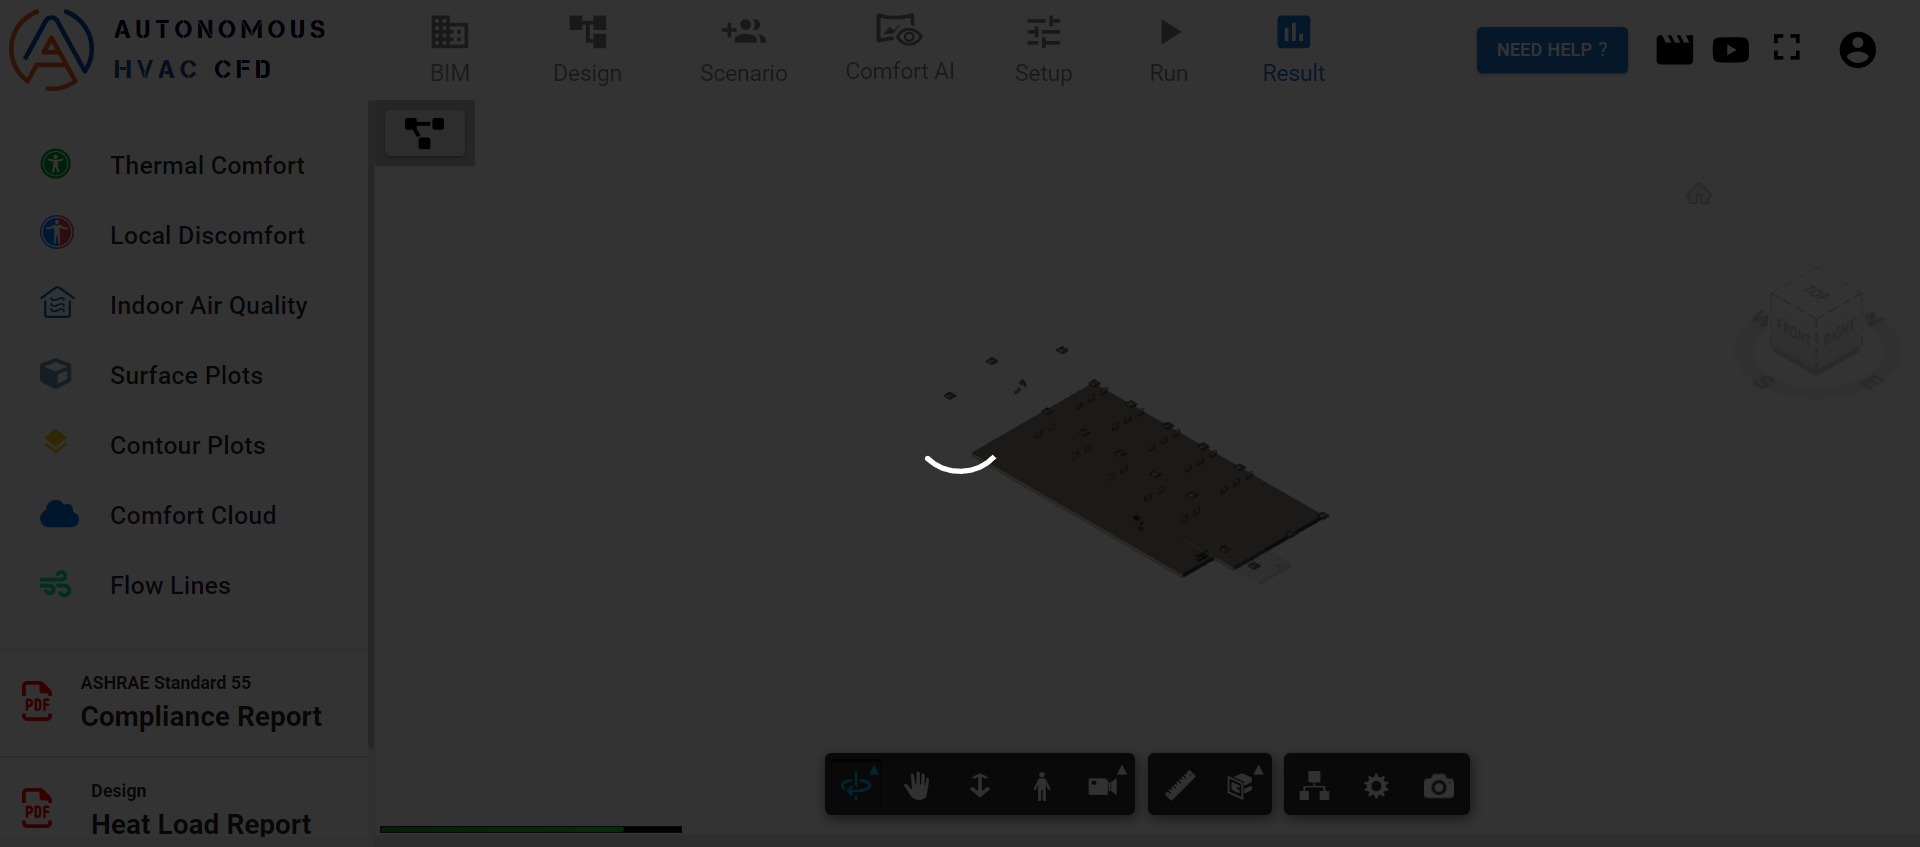 AUTONOMOUS
HVAC CFD
BIM
Design
Scenario
Comfort AI
Setup
Run
Result
NEED HELP ?
Thermal Comfort
Local Discomfort
Indoor Air Quality
Surface Plots
Contour Plots
Comfort Cloud
Flow Lines
PDF
ASHRAE Standard 55
Compliance Report
PDF
Design
Heat Load Report
TOP
FRONT
RIGHT
S
E